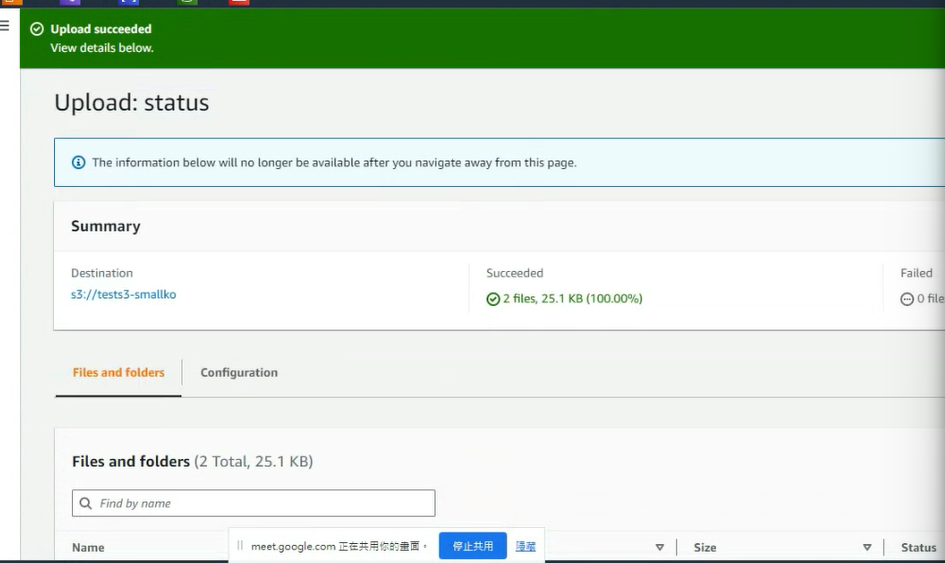 Upload succeeded
View details below.
Upload: status
The information below will no longer be available after you navigate away from this page.
Summary
Destination
Succeeded
Failed
s3://tests3-smallko
2 files, 25.1 KB (100.00%)
0 file
Files and folders
Configuration
Files and folders (2 Total, 25.1 KB)
Find by name
meet.google.com 正在共用你的畫面。
停止共用
隱藏
Name
Size
Status